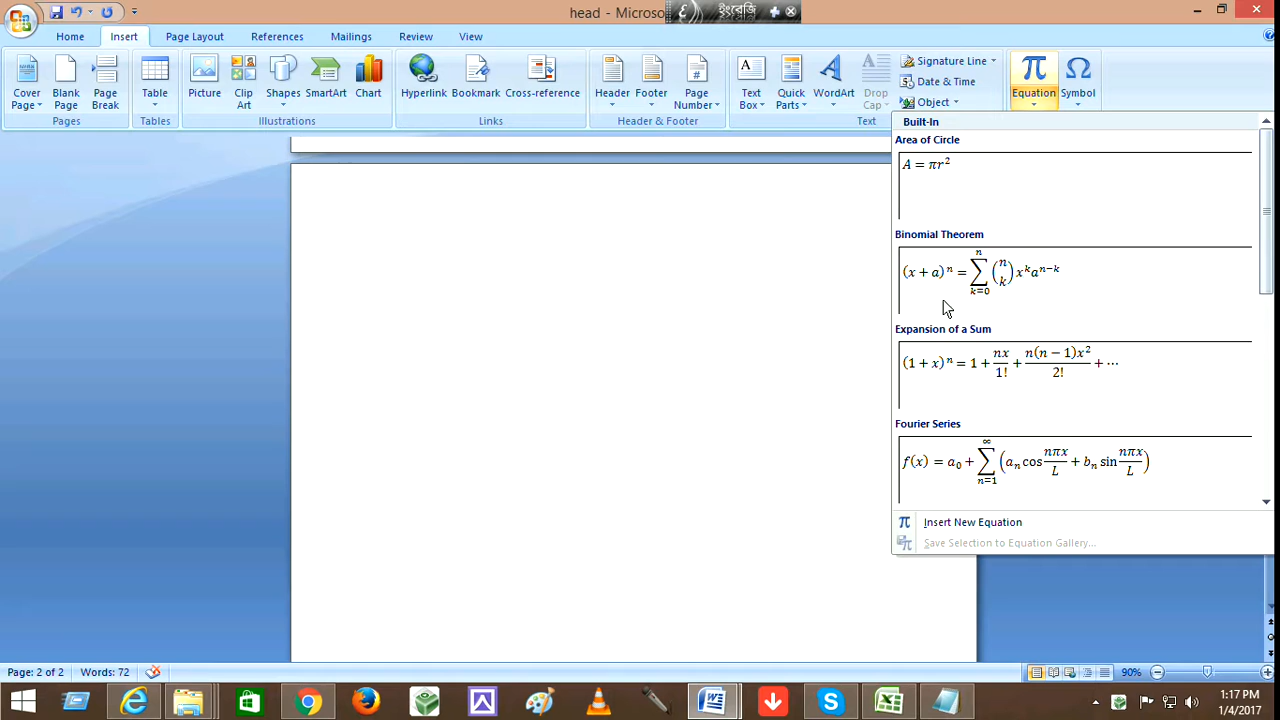 head - Microso
ইংরেজি
Home Insert Page Layout References Mailings Review View
Cover Page Blank Page Page Break Table Picture Clip Art Shapes SmartArt Chart Hyperlink Bookmark Cross-reference Header Footer Page Number Text Box Quick Parts WordArt Drop Cap Signature Line Date & Time Object Equation Symbol
Pages Tables Illustrations Links Header & Footer Text
Built-In
Area of Circle
A = πr²
Binomial Theorem
(x + a)ⁿ = ∑ₖ₌₀ⁿ (n k) xᵏaⁿ⁻ᵏ
Expansion of a Sum
(1 + x)ⁿ = 1 + nx/1! + n(n − 1)x²/2! + ⋯
Fourier Series
f(x) = a₀ + ∑ₙ₌₁^∞ (aₙ cos nπx/L + bₙ sin nπx/L)
Insert New Equation
Save Selection to Equation Gallery...
Page: 2 of 2 Words: 72 90%
1:17 PM
1/4/2017